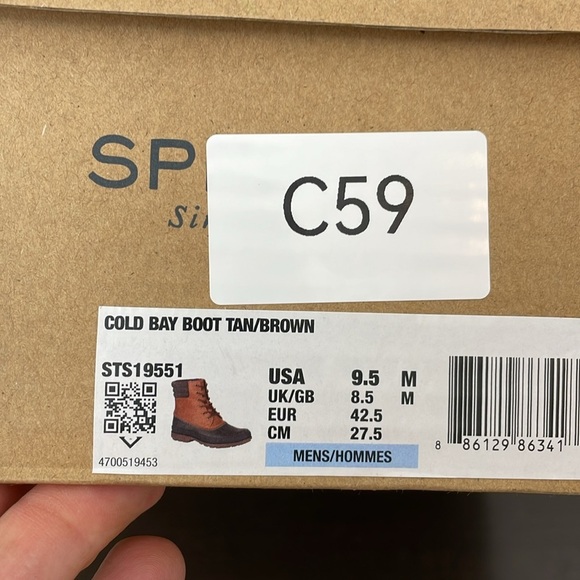 SP
C59
Si
COLD BAY BOOT TAN/BROWN
STS19551
USA 9.5 M
UK/GB 8.5 M
EUR 42.5
CM 27.5
MENS/HOMMES
4700519453
8 86129 86341